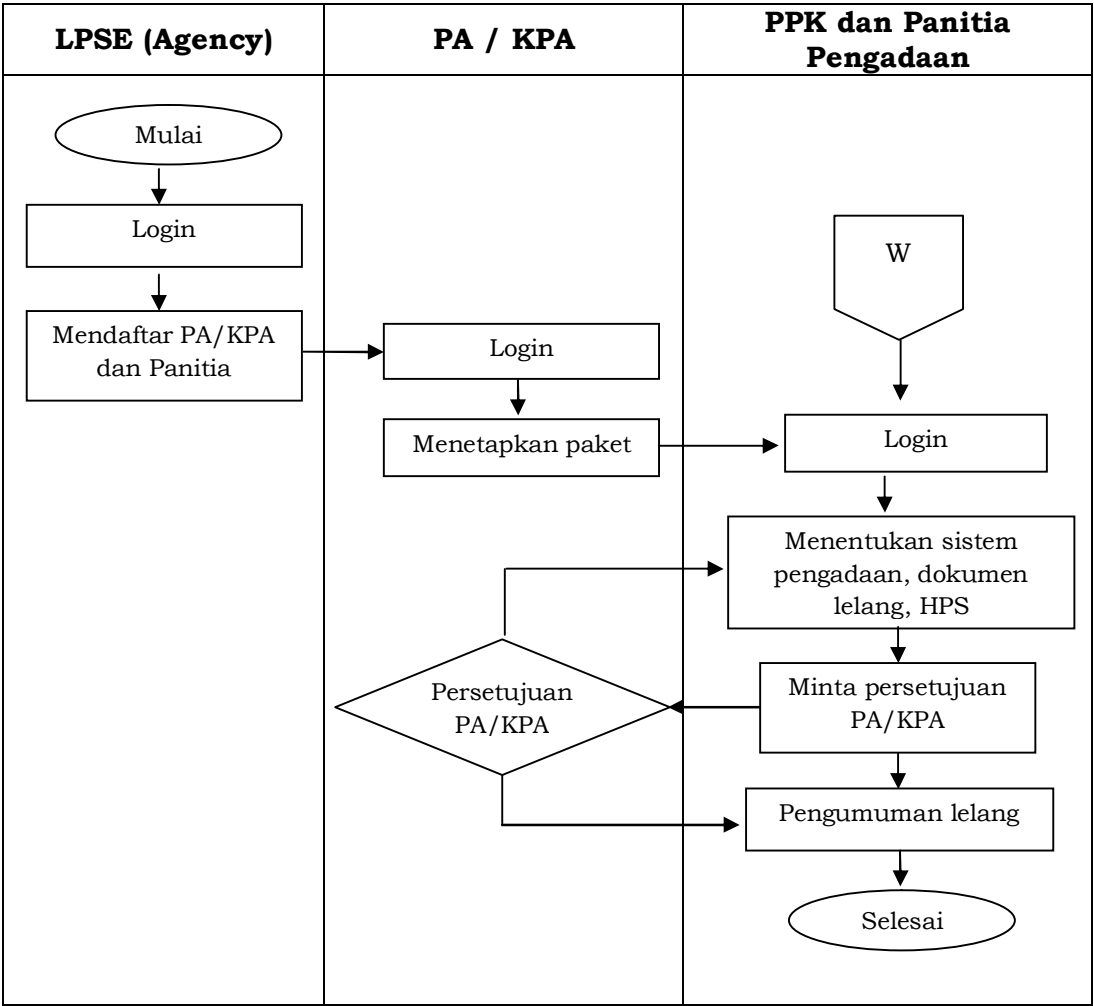 LPSE (Agency)
PA / KPA
PPK dan Panitia
Pengadaan
Mulai
Login
Mendaftar PA/KPA
dan Panitia
Login
Menetapkan paket
W
Login
Menentukan sistem
pengadaan, dokumen
lelang, HPS
Persetujuan
PA/KPA
Minta persetujuan
PA/KPA
Pengumuman lelang
Selesai